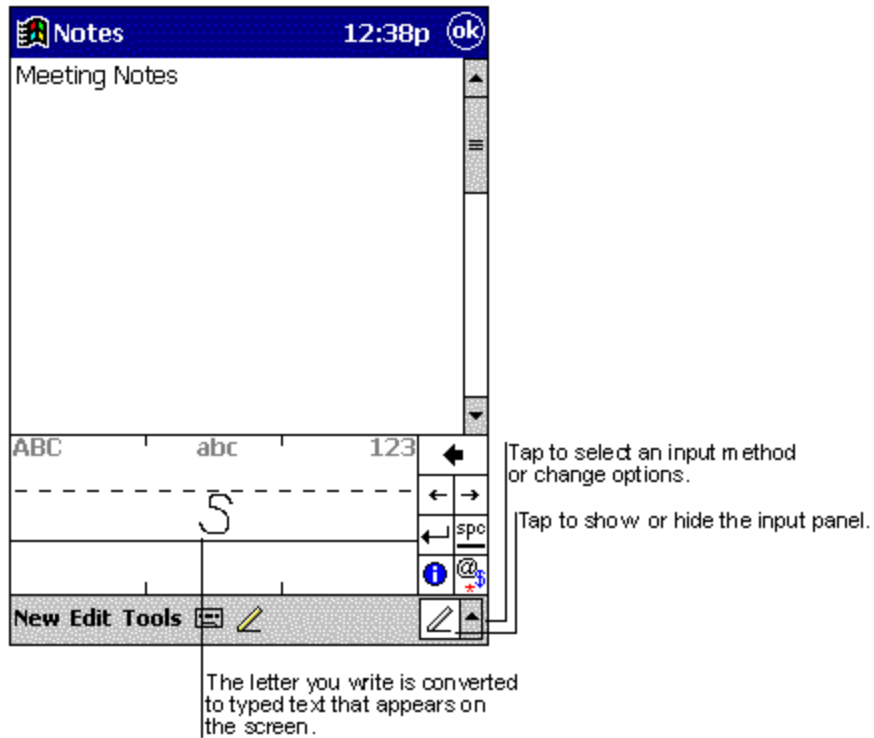 Notes 12:38p ok
Meeting Notes
ABC abc 123
S
spc
@
$
*
New Edit Tools
Tap to select an input method
or change options.
Tap to show or hide the input panel.
The letter you write is converted
to typed text that appears on
the screen.